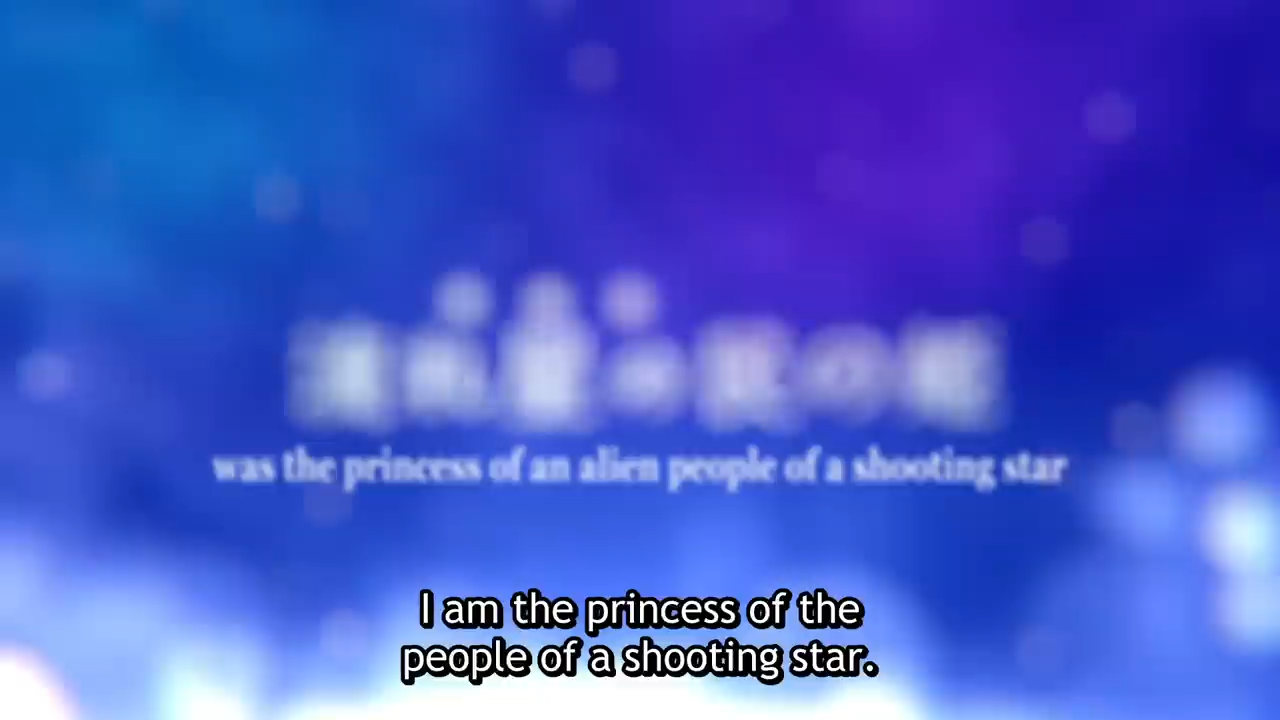 was the princess of an alien people of a shooting star
I am the princess of the
people of a shooting star.